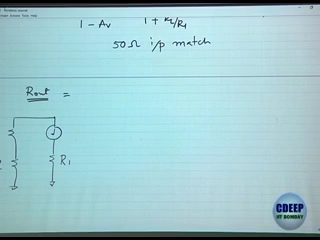 1 - Av    1 + R2/R1
50Ω i/p match
Rout =
R1
CDEEP
IIT BOMBAY